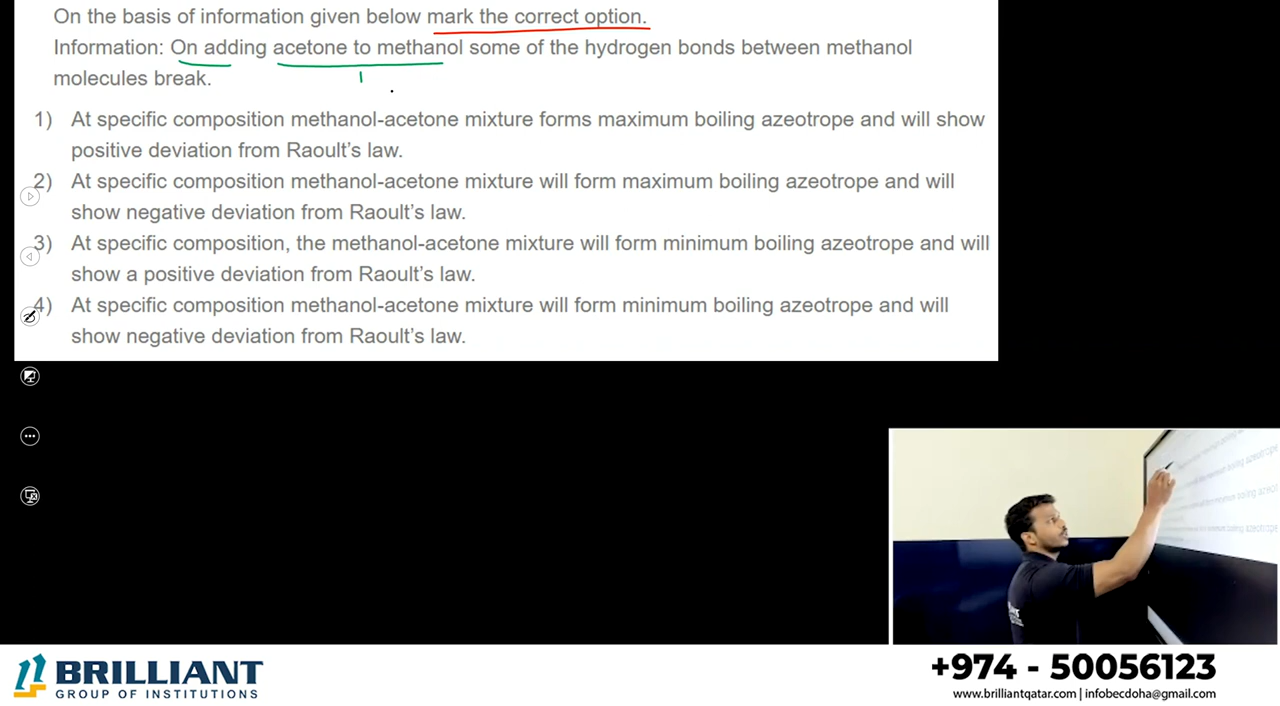 On the basis of information given below mark the correct option.
Information: On adding acetone to methanol some of the hydrogen bonds between methanol
molecules break.
1) At specific composition methanol-acetone mixture forms maximum boiling azeotrope and will show
positive deviation from Raoult's law.
2) At specific composition methanol-acetone mixture will form maximum boiling azeotrope and will
show negative deviation from Raoult's law.
3) At specific composition, the methanol-acetone mixture will form minimum boiling azeotrope and will
show a positive deviation from Raoult's law.
4) At specific composition methanol-acetone mixture will form minimum boiling azeotrope and will
show negative deviation from Raoult's law.
BRILLIANT
GROUP OF INSTITUTIONS
+974 - 50056123
www.brilliantqatar.com | infobecdoha@gmail.com